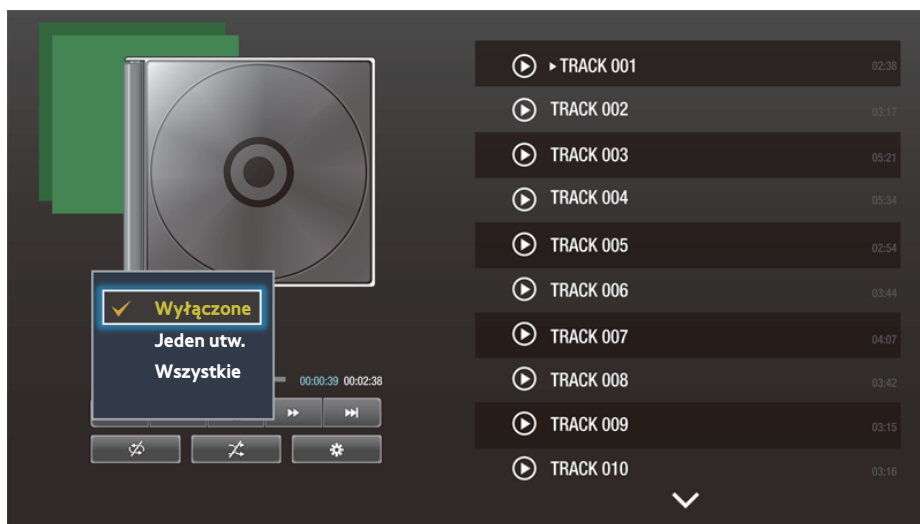 Wyłączone
Jeden utw.
Wszystkie
00:00:39 00:02:38
TRACK 001 02:38
TRACK 002 03:17
TRACK 003 05:21
TRACK 004 05:34
TRACK 005 02:54
TRACK 006 03:44
TRACK 007 04:07
TRACK 008 03:42
TRACK 009 03:15
TRACK 010 03:16